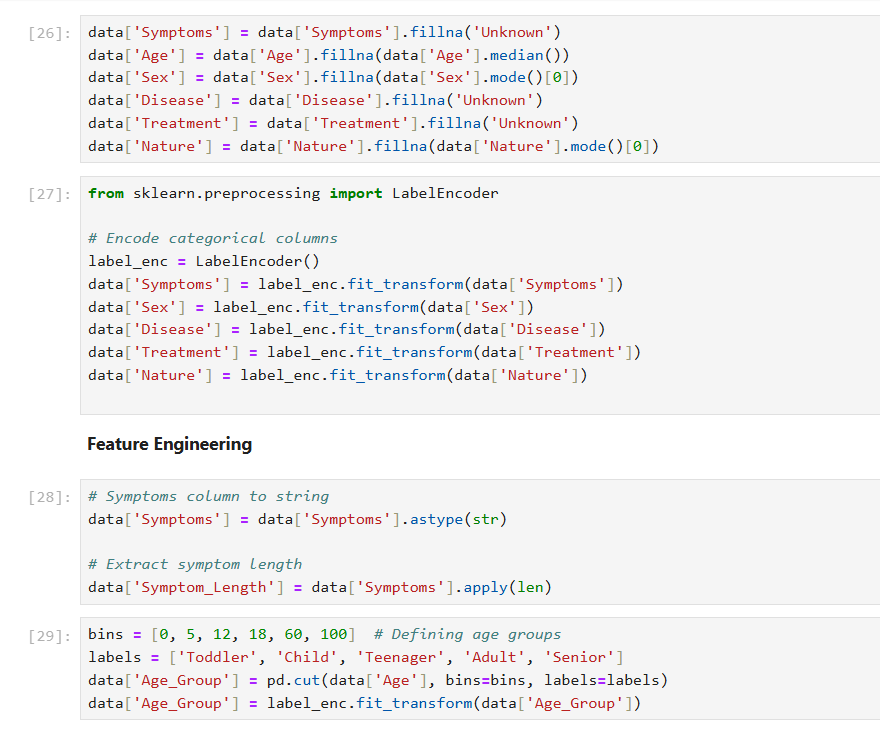 [26]: data['Symptoms'] = data['Symptoms'].fillna('Unknown')
data['Age'] = data['Age'].fillna(data['Age'].median())
data['Sex'] = data['Sex'].fillna(data['Sex'].mode()[0])
data['Disease'] = data['Disease'].fillna('Unknown')
data['Treatment'] = data['Treatment'].fillna('Unknown')
data['Nature'] = data['Nature'].fillna(data['Nature'].mode()[0])
[27]: from sklearn.preprocessing import LabelEncoder
# Encode categorical columns
label_enc = LabelEncoder()
data['Symptoms'] = label_enc.fit_transform(data['Symptoms'])
data['Sex'] = label_enc.fit_transform(data['Sex'])
data['Disease'] = label_enc.fit_transform(data['Disease'])
data['Treatment'] = label_enc.fit_transform(data['Treatment'])
data['Nature'] = label_enc.fit_transform(data['Nature'])
Feature Engineering
[28]: # Symptoms column to string
data['Symptoms'] = data['Symptoms'].astype(str)
# Extract symptom length
data['Symptom_Length'] = data['Symptoms'].apply(len)
[29]: bins = [0, 5, 12, 18, 60, 100]  # Defining age groups
labels = ['Toddler', 'Child', 'Teenager', 'Adult', 'Senior']
data['Age_Group'] = pd.cut(data['Age'], bins=bins, labels=labels)
data['Age_Group'] = label_enc.fit_transform(data['Age_Group'])